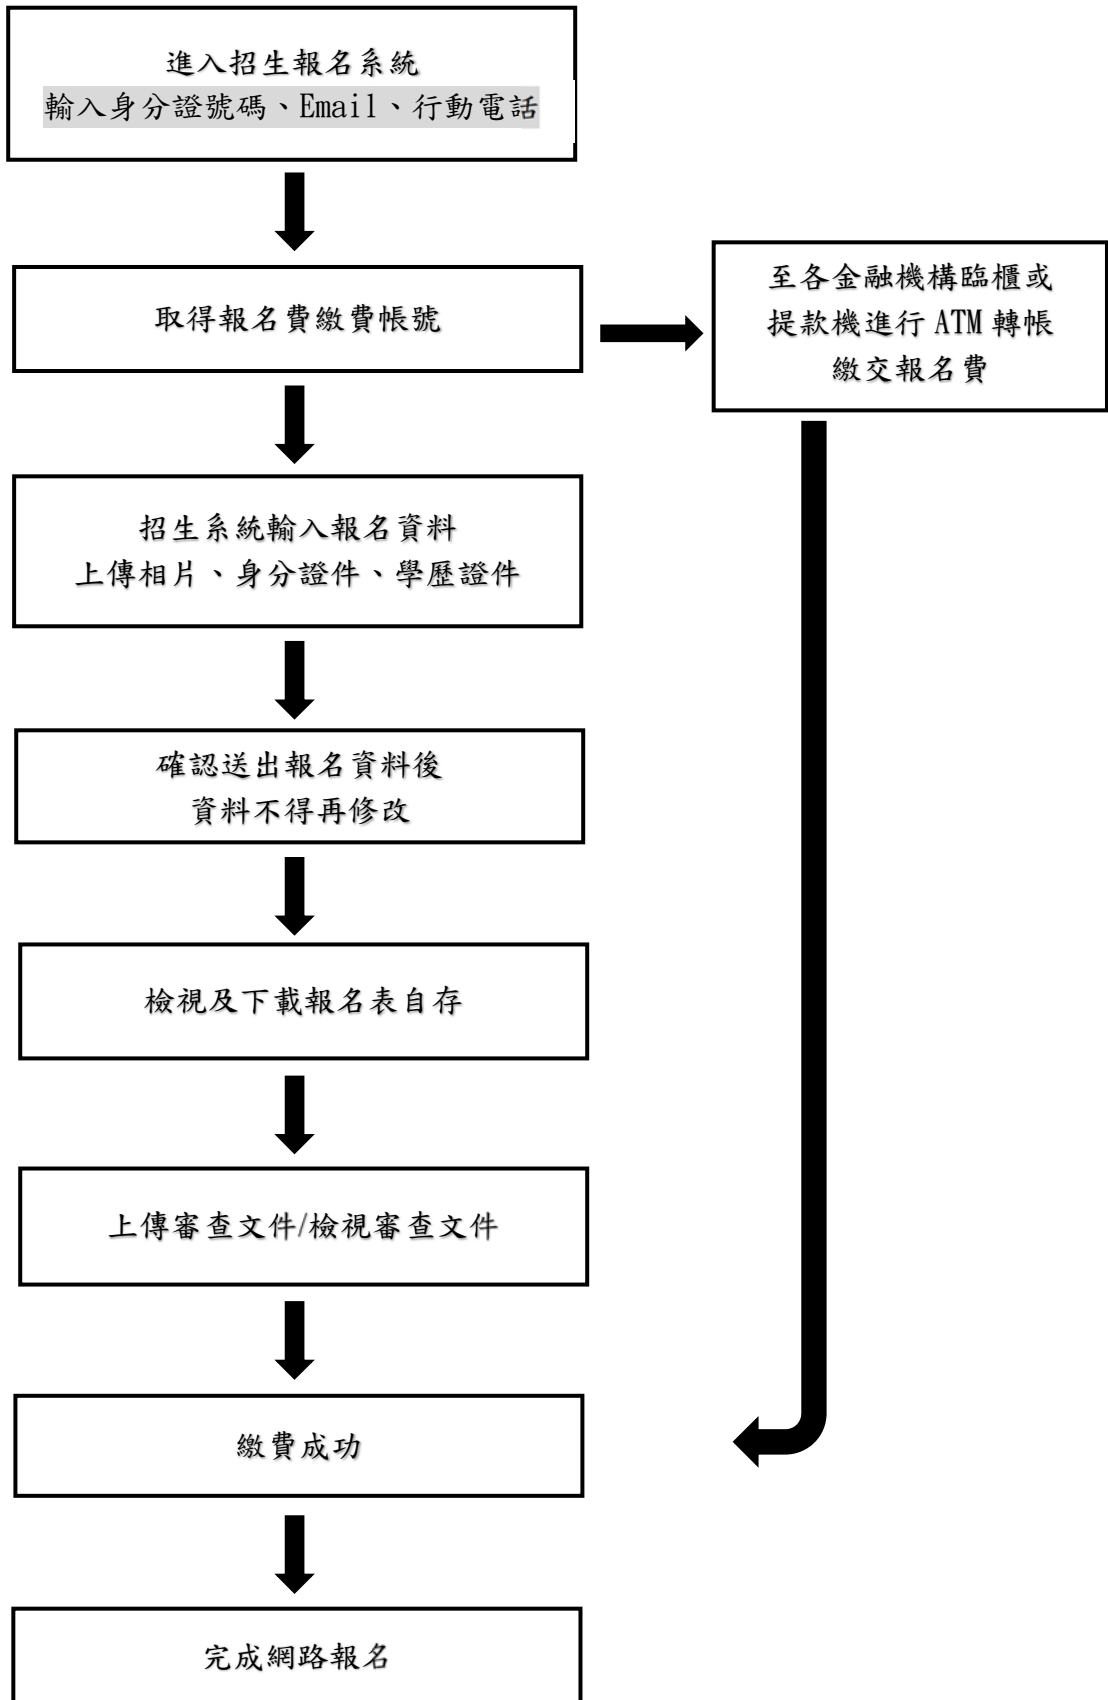 進入招生報名系統
輸入身分證號碼、Email、行動電話
取得報名費繳費帳號
至各金融機構臨櫃或
提款機進行 ATM 轉帳
繳交報名費
招生系統輸入報名資料
上傳相片、身分證件、學歷證件
確認送出報名資料後
資料不得再修改
檢視及下載報名表自存
上傳審查文件/檢視審查文件
繳費成功
完成網路報名